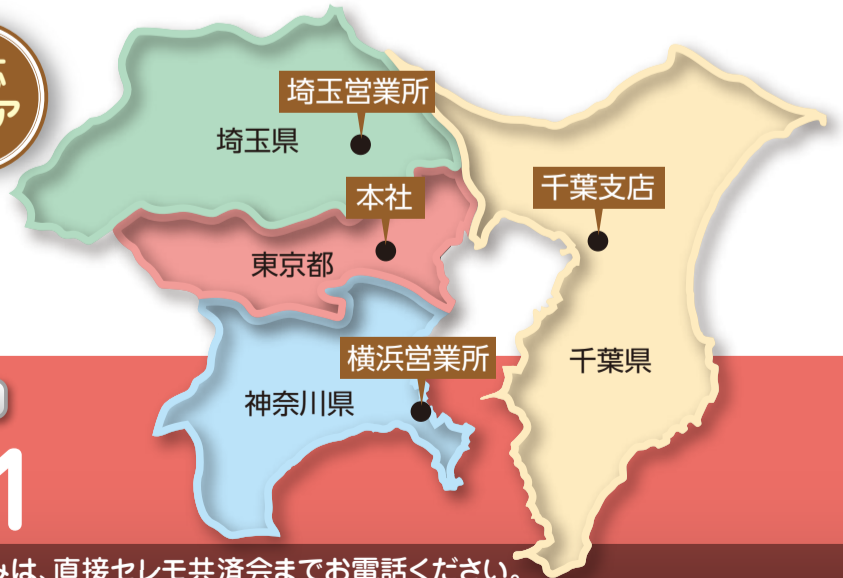 埼玉営業所
埼玉県
本社
千葉支店
東京都
横浜営業所
千葉県
神奈川県
1
みは、直接セレモ共済会までお電話ください。